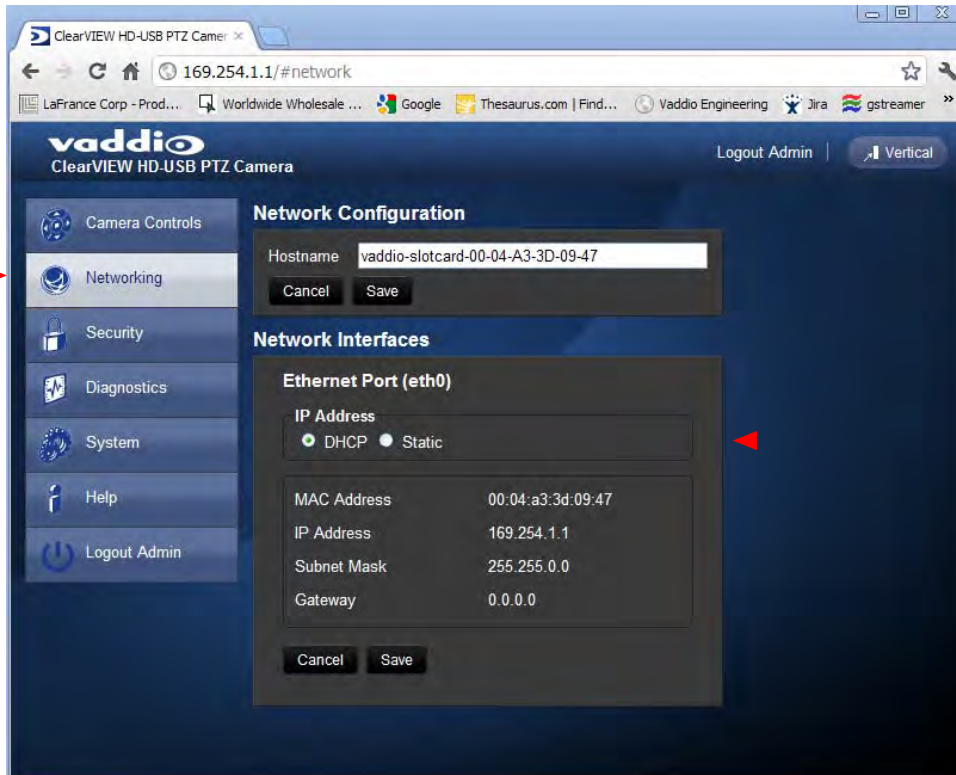 ClearVIEW HD-USB PTZ Camer
169.254.1.1/#network
LaFrance Corp - Prod... Worldwide Wholesale ... Google Thesaurus.com | Find... Vaddio Engineering Jira gstreamer »
vaddio
ClearVIEW HD-USB PTZ Camera
Logout Admin | Vertical
Camera Controls
Networking
Security
Diagnostics
System
Help
Logout Admin
Network Configuration
Hostname vaddio-slotcard-00-04-A3-3D-09-47
Cancel Save
Network Interfaces
Ethernet Port (eth0)
IP Address
DHCP Static
MAC Address 00:04:a3:3d:09:47
IP Address 169.254.1.1
Subnet Mask 255.255.0.0
Gateway 0.0.0.0
Cancel Save